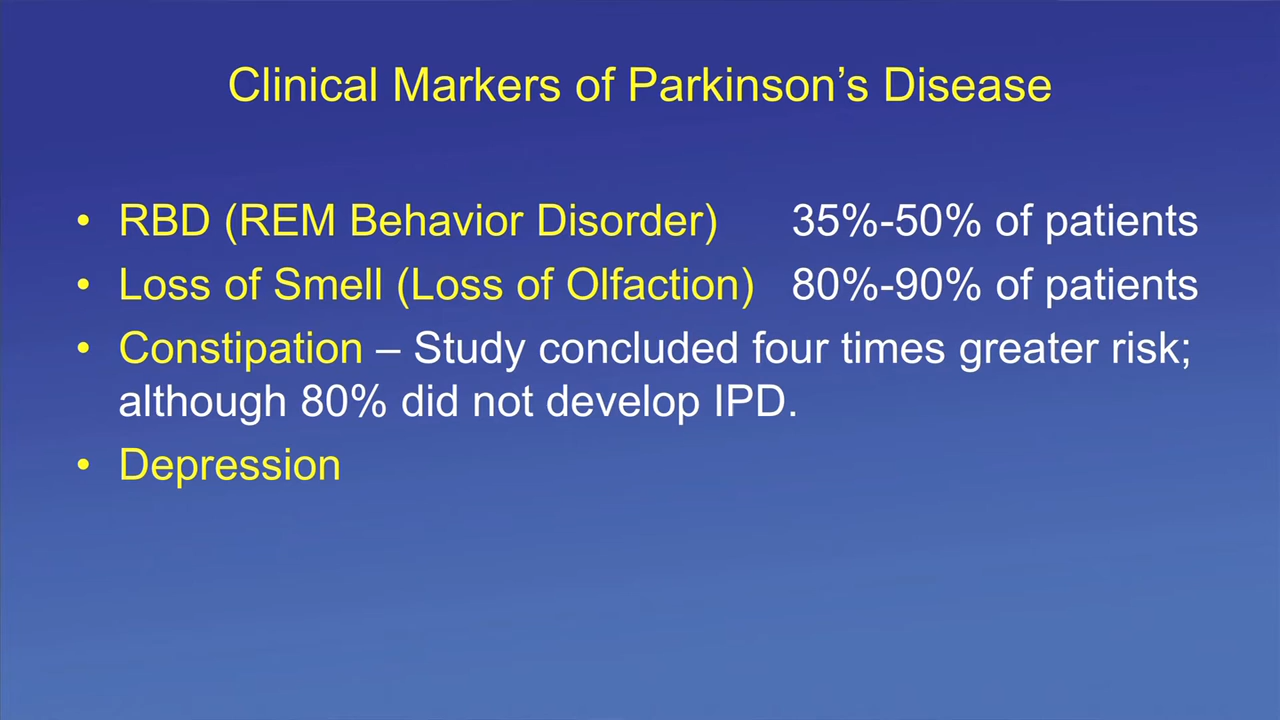 Clinical Markers of Parkinson’s Disease
• RBD (REM Behavior Disorder) 35%-50% of patients
• Loss of Smell (Loss of Olfaction) 80%-90% of patients
• Constipation – Study concluded four times greater risk;
although 80% did not develop IPD.
• Depression